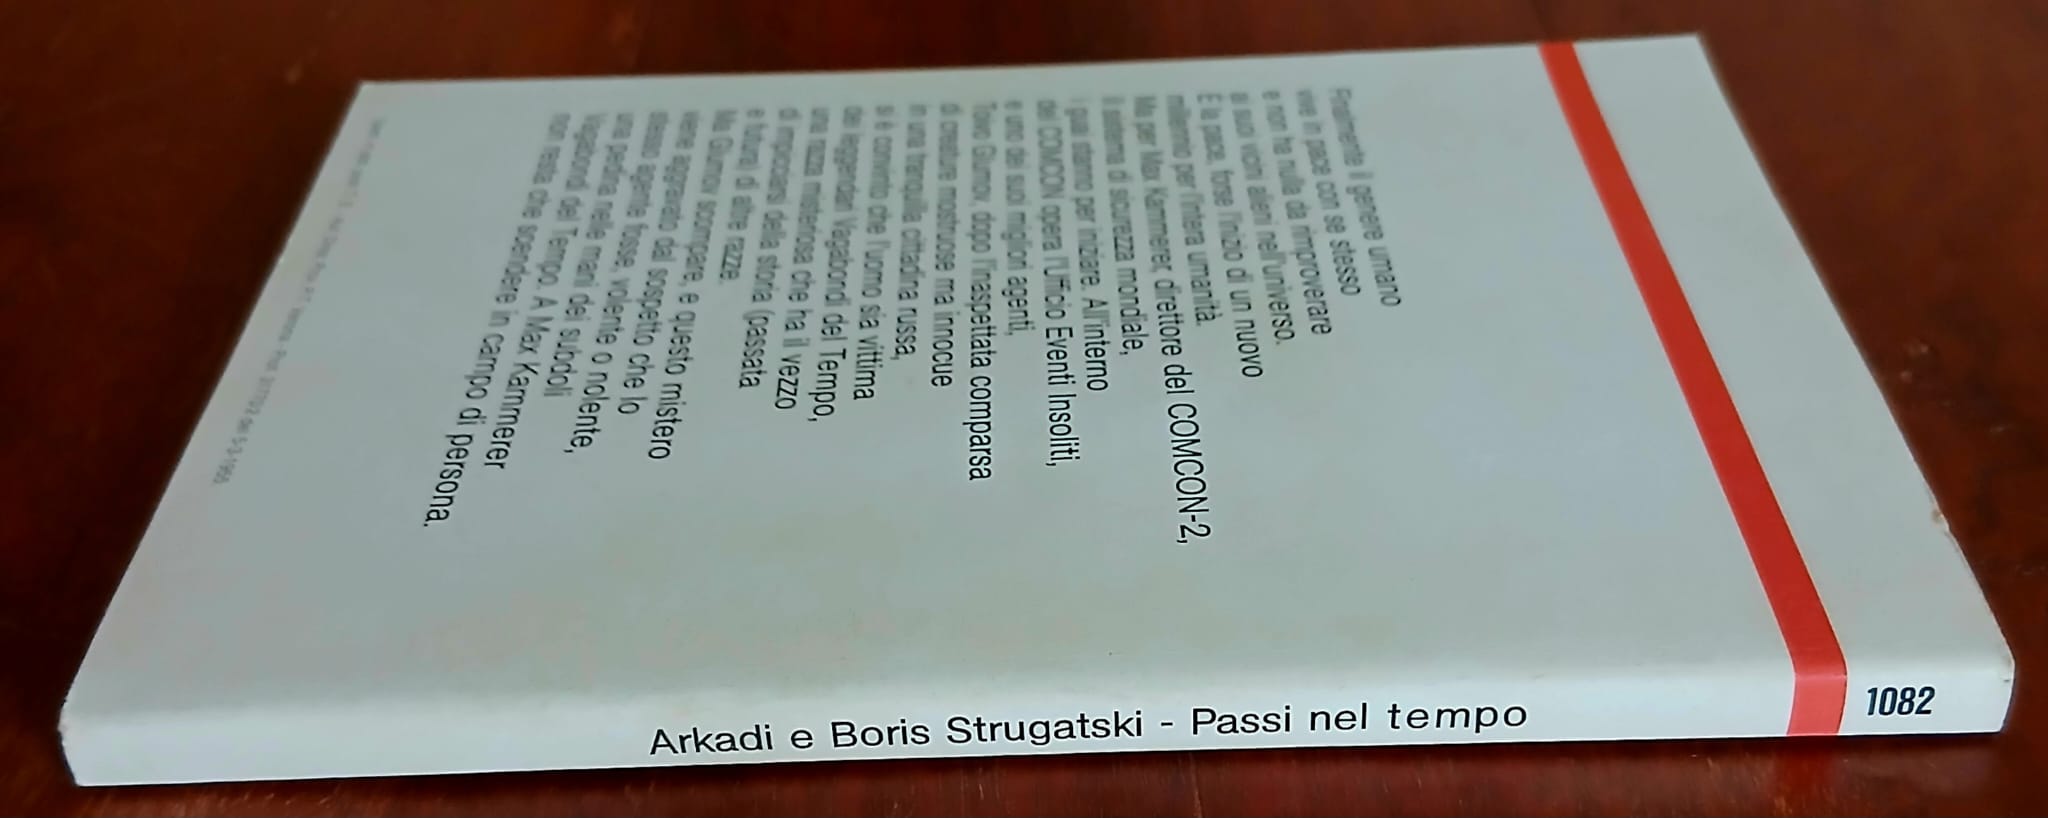 Finalmente il genere umano
vive in pace con se stesso
e non ha nulla da rimproverare
ai suoi vicini alieni nell'universo.
È la pace, forse l'inizio di un nuovo
millennio per l'intera umanità.
Ma per Max Kammerer, direttore del COMCON-2,
il sistema di sicurezza mondiale,
i guai stanno per iniziare. All'interno
del COMCON opera l'Ufficio Eventi Insoliti,
e uno dei suoi migliori agenti,
Toivo Glumov, dopo l'inaspettata comparsa
di creature mostruose ma innocue
in una tranquilla cittadina russa,
si è convinto che l'uomo sia vittima
dei leggendari Vagabondi del Tempo,
una razza misteriosa che ha il vezzo
di impicciarsi della storia (passata
e futura) di altre razze.
Ma Glumov scompare, e questo mistero
viene aggravato dal sospetto che lo
stesso agente fosse, volente o nolente,
una pedina nelle mani dei subdoli
Vagabondi del Tempo. A Max Kammerer
non resta che scendere in campo di persona.
del 5-3-1955
Arkadi e Boris Strugatski - Passi nel tempo
1082